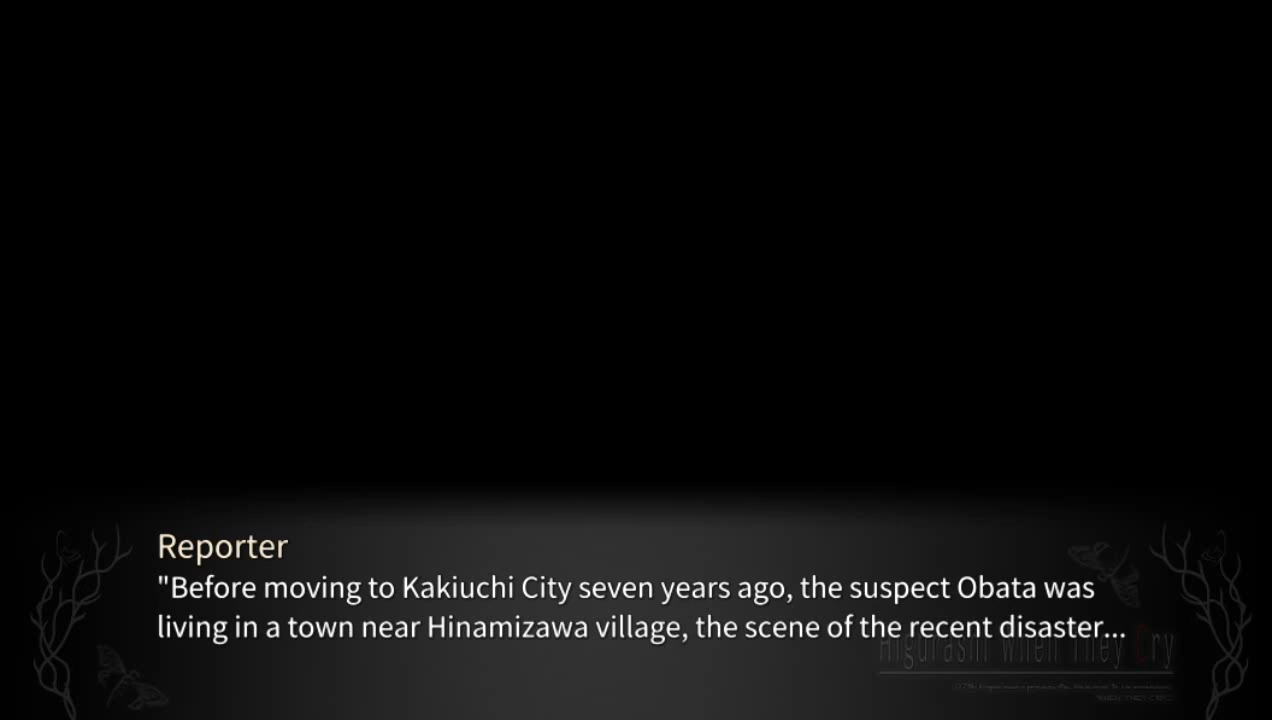 Reporter
"Before moving to Kakiuchi City seven years ago, the suspect Obata was
living in a town near Hinamizawa village, the scene of the recent disaster...
Higurashi When They Cry